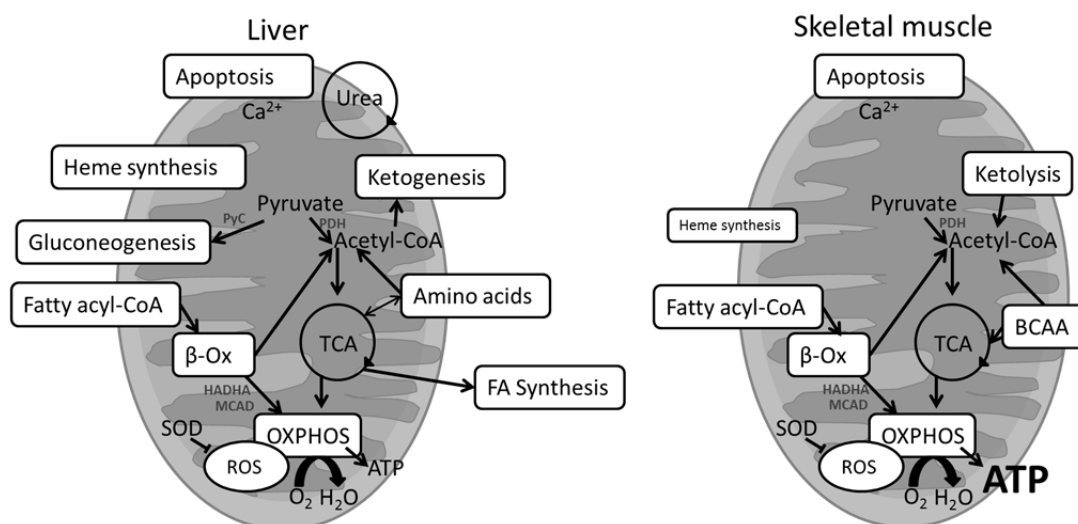 Liver
Apoptosis
Ca2+
Urea
Heme synthesis
Ketogenesis
Pyruvate
PyC
PDH
Gluconeogenesis
Acetyl-CoA
Fatty acyl-CoA
Amino acids
β-Ox
TCA
HADHA
MCAD
FA Synthesis
SOD
OXPHOS
ROS
ATP
O2 H2O
Skeletal muscle
Apoptosis
Ca2+
Ketolysis
Pyruvate
Heme synthesis
PDH
Acetyl-CoA
Fatty acyl-CoA
BCAA
β-Ox
TCA
HADHA
MCAD
SOD
OXPHOS
ROS
ATP
O2 H2O